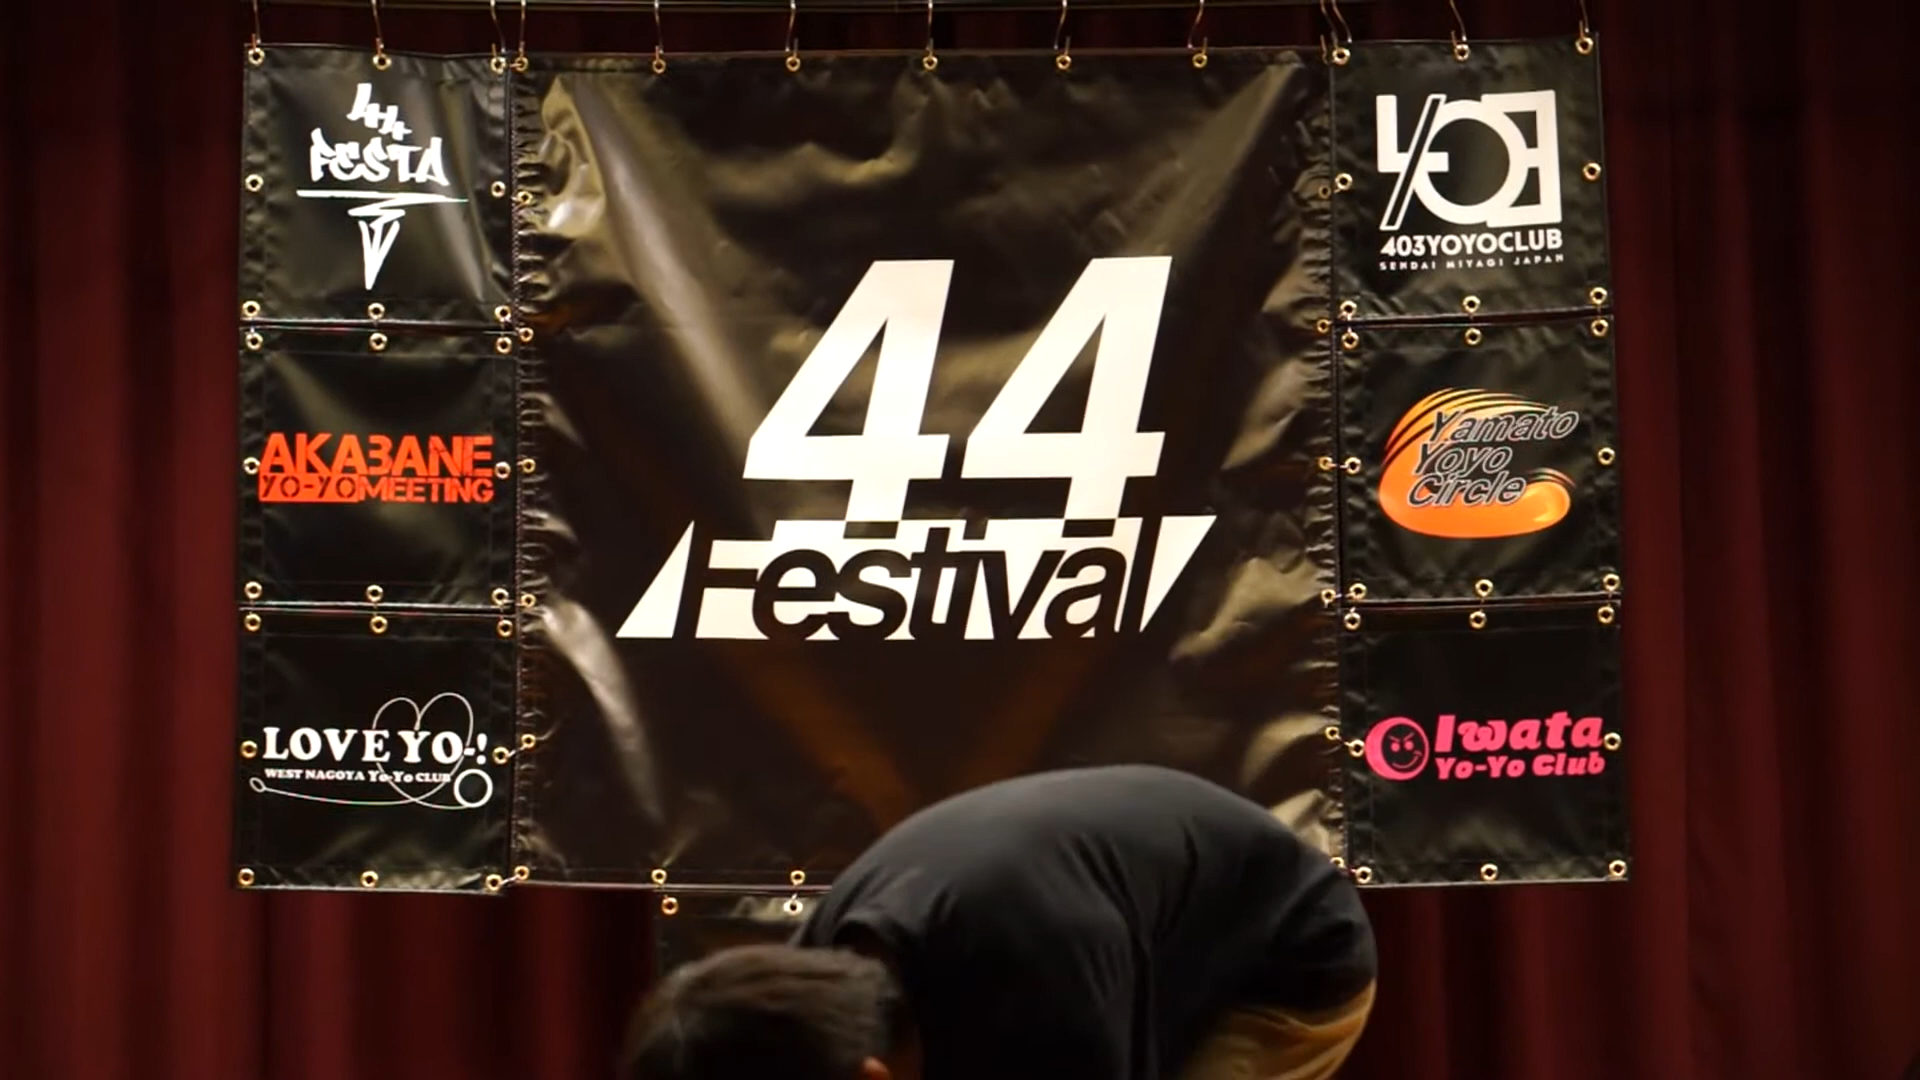 44
FESTA
AKABANE
YO-YO MEETING
LOVE YO-!
WEST NAGOYA Yo-Yo CLUB
44
Festival
403
403YOYOCLUB
SENDAI MIYAGI JAPAN
Yamato
Yoyo
Circle
Iwata
Yo-Yo Club